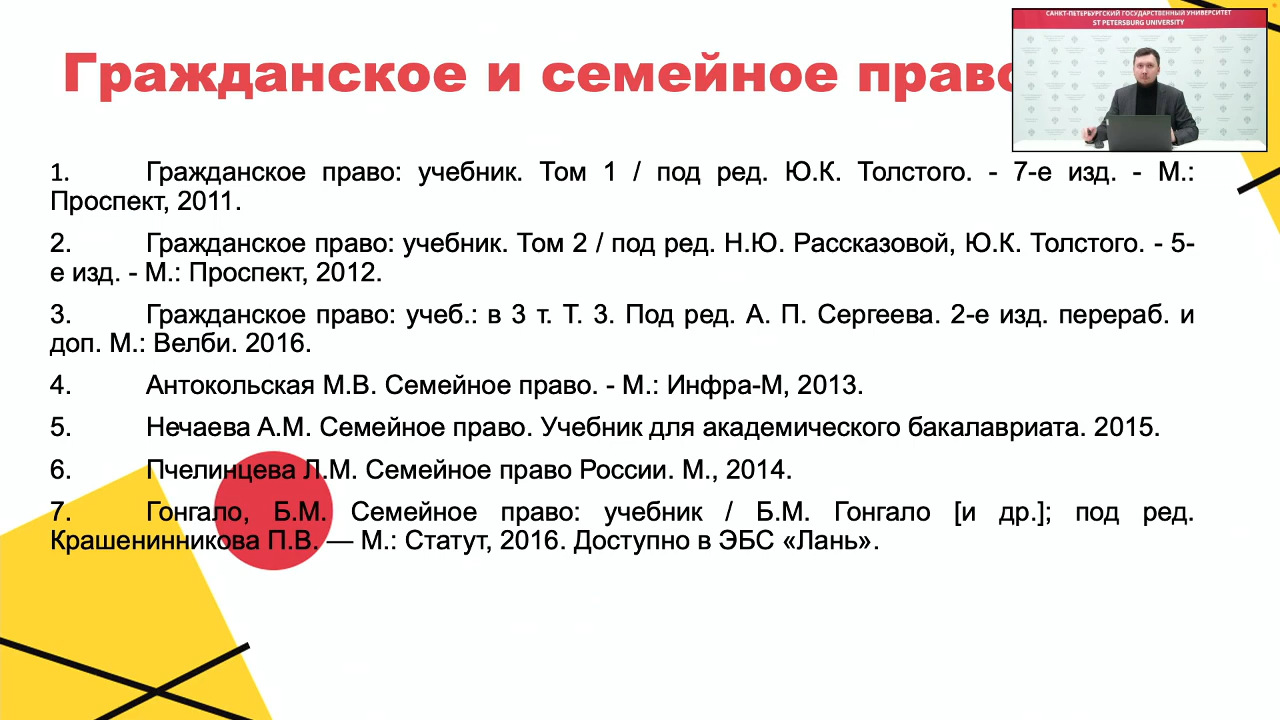 Гражданское и семейное право
САНКТ-ПЕТЕРБУРГСКИЙ ГОСУДАРСТВЕННЫЙ УНИВЕРСИТЕТ
ST PETERSBURG UNIVERSITY
1. Гражданское право: учебник. Том 1 / под ред. Ю.К. Толстого. - 7-е изд. - М.:
Проспект, 2011.
2. Гражданское право: учебник. Том 2 / под ред. Н.Ю. Рассказовой, Ю.К. Толстого. - 5-
е изд. - М.: Проспект, 2012.
3. Гражданское право: учеб.: в 3 т. Т. 3. Под ред. А. П. Сергеева. 2-е изд. перераб. и
доп. М.: Велби. 2016.
4. Антокольская М.В. Семейное право. - М.: Инфра-М, 2013.
5. Нечаева А.М. Семейное право. Учебник для академического бакалавриата. 2015.
6. Пчелинцева Л.М. Семейное право России. М., 2014.
7. Гонгало, Б.М. Семейное право: учебник / Б.М. Гонгало [и др.]; под ред.
Крашенинникова П.В. — М.: Статут, 2016. Доступно в ЭБС «Лань».